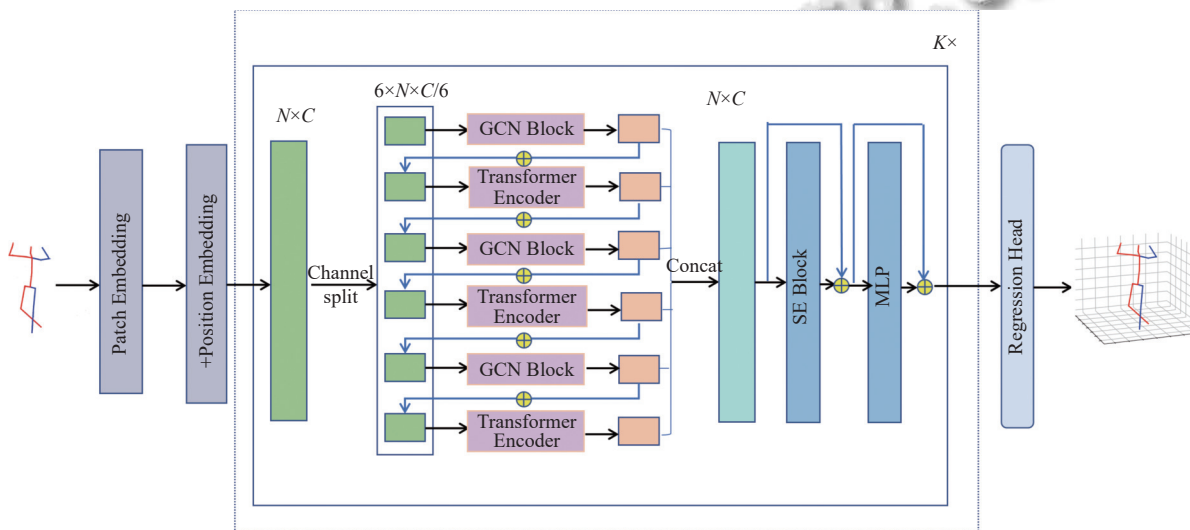 K×
Patch Embedding
+Position Embedding
N×C
Channel
split
6×N×C/6
GCN Block
Transformer
Encoder
GCN Block
Transformer
Encoder
GCN Block
Transformer
Encoder
Concat
N×C
SE Block
MLP
Regression Head